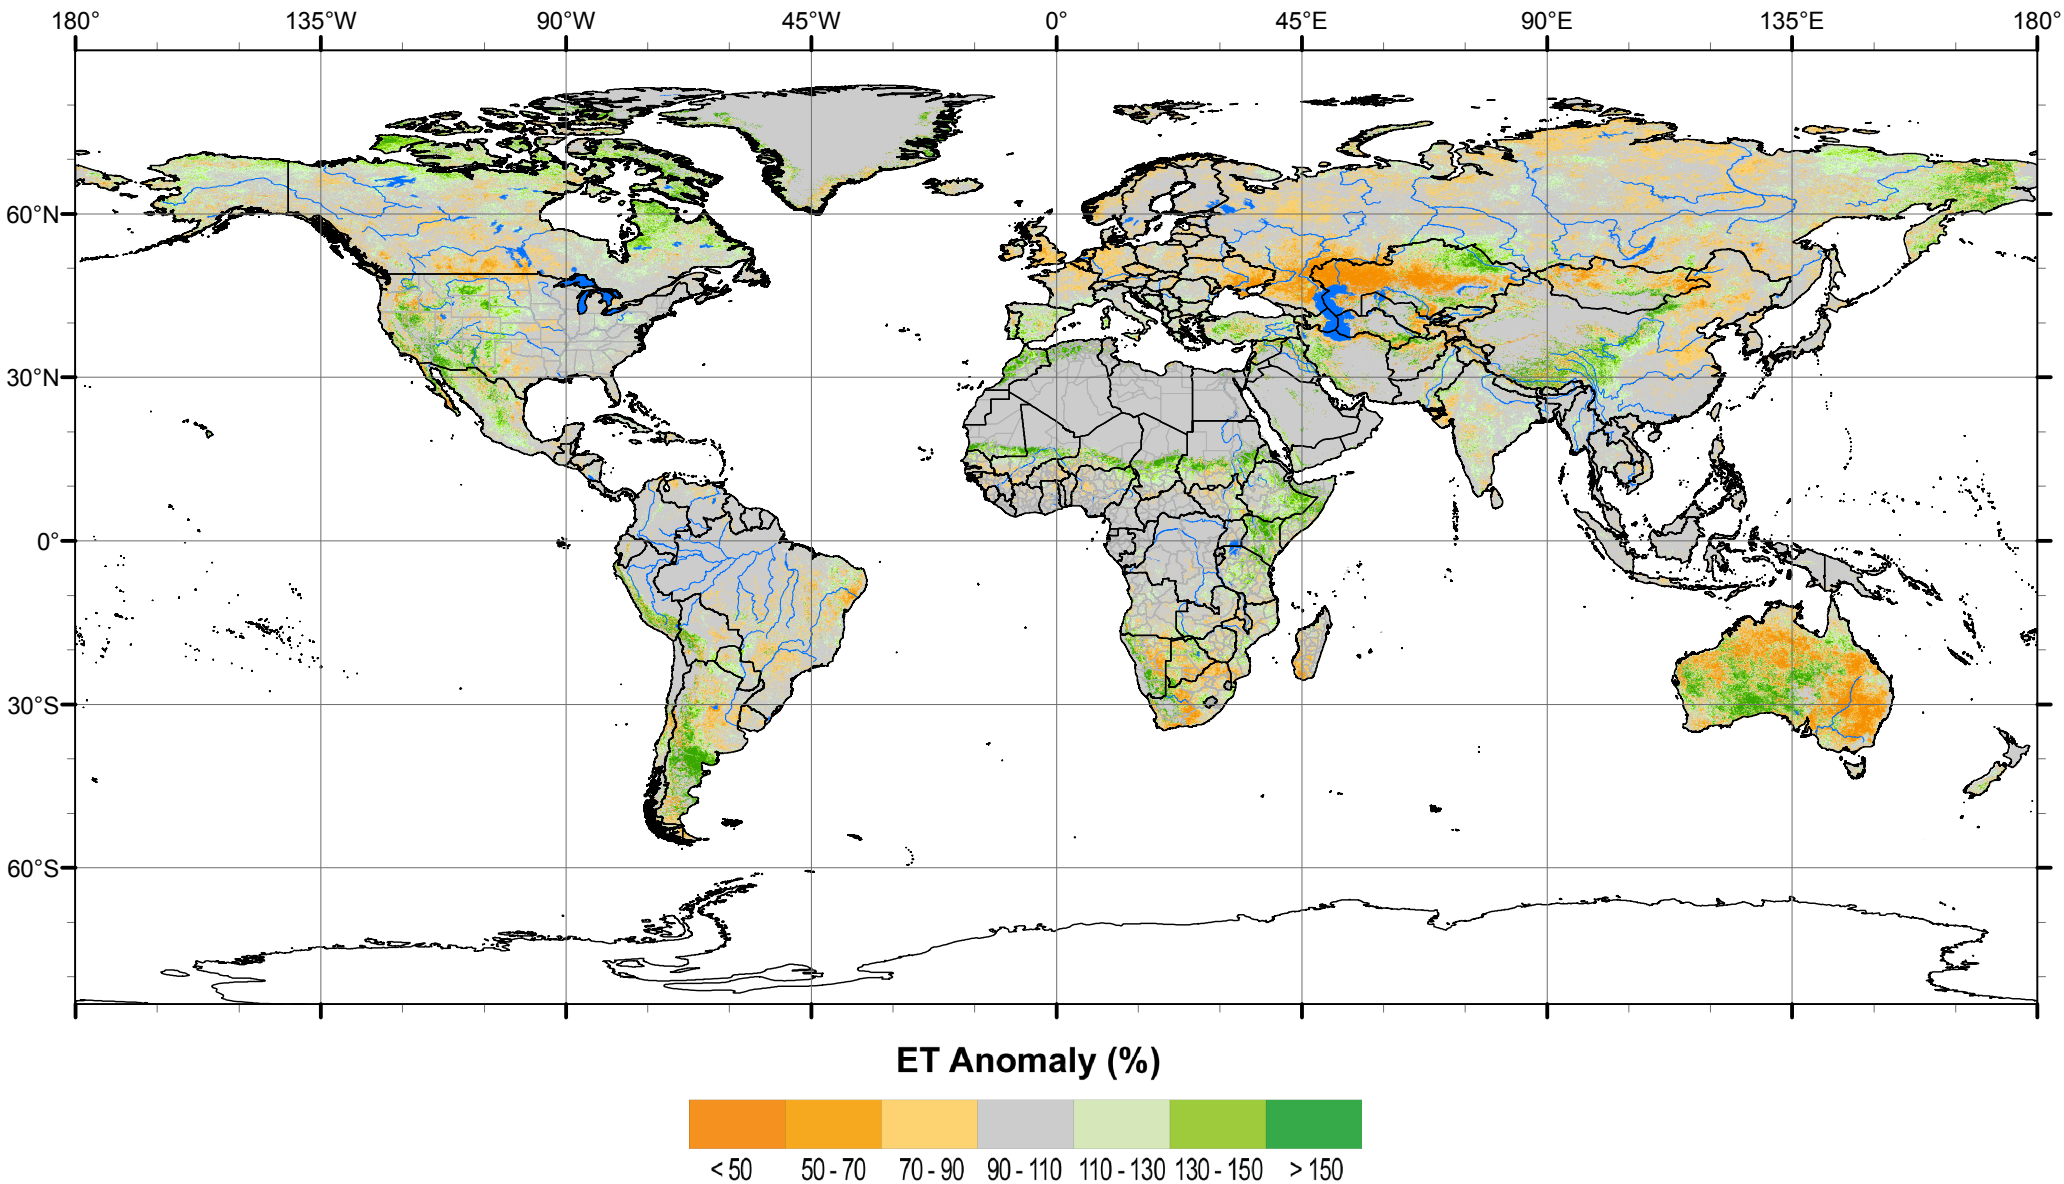 180° 135°W 90°W 45°W 0° 45°E 90°E 135°E 180°
60°N
30°N
0°
30°S
60°S
ET Anomaly (%)
< 50 50 - 70 70 - 90 90 - 110 110 - 130 130 - 150 > 150